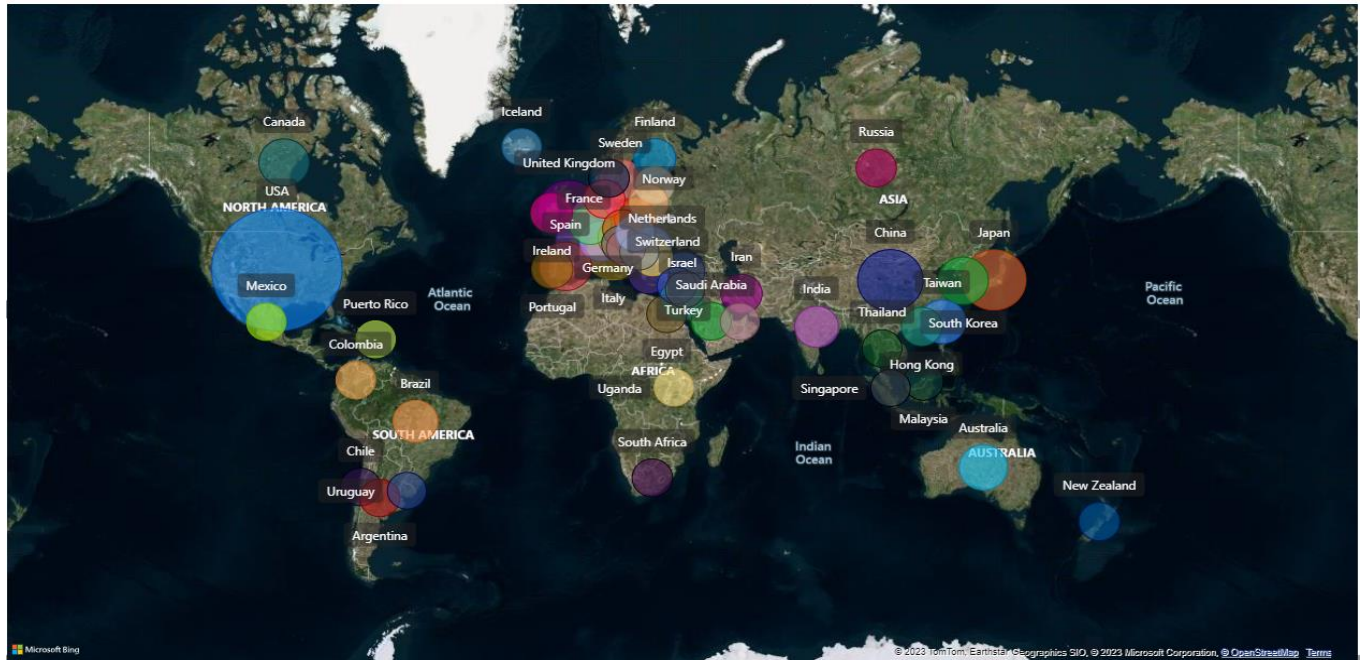 Iceland
Canada
Finland
Russia
Sweden
United Kingdom
Norway
USA
France
ASIA
NORTH AMERICA
Netherlands
Spain
China
Japan
Switzerland
Ireland
Iran
Israel
Germany
Mexico
Saudi Arabia
Taiwan
India
Atlantic
Ocean
Pacific
Ocean
Italy
Puerto Rico
Portugal
Turkey
Thailand
South Korea
Colombia
Egypt
Hong Kong
AFRICA
Brazil
Uganda
Singapore
Malaysia
Australia
SOUTH AMERICA
South Africa
Chile
Indian
Ocean
AUSTRALIA
New Zealand
Uruguay
Argentina
Microsoft Bing
© 2023 TomTom, Earthstar Geographics SIO, © 2023 Microsoft Corporation, © OpenStreetMap Terms